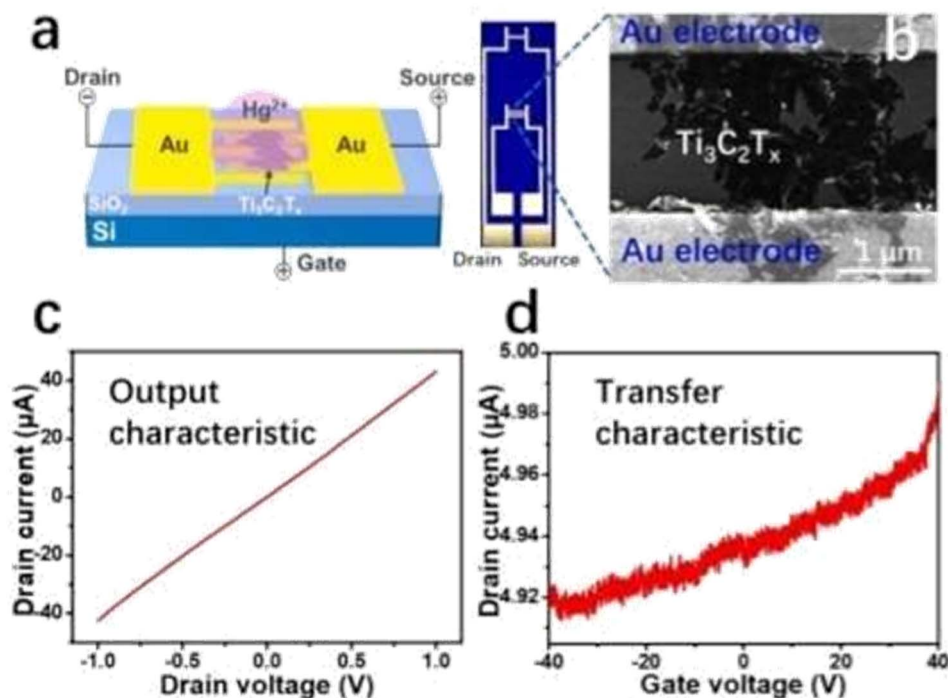 a
Drain
Source
Hg²⁺
Au
Au
SiO₂
Ti₃C₂Tₓ
Si
Gate
Drain Source
b
Au electrode
Ti₃C₂Tₓ
Au electrode
1 μm
c
Output
characteristic
Drain current (μA)
40
20
0
-20
-40
-1.0 -0.5 0.0 0.5 1.0
Drain voltage (V)
d
Transfer
characteristic
Drain current (μA)
5.00
4.98
4.96
4.94
4.92
-40 -20 0 20 40
Gate voltage (V)